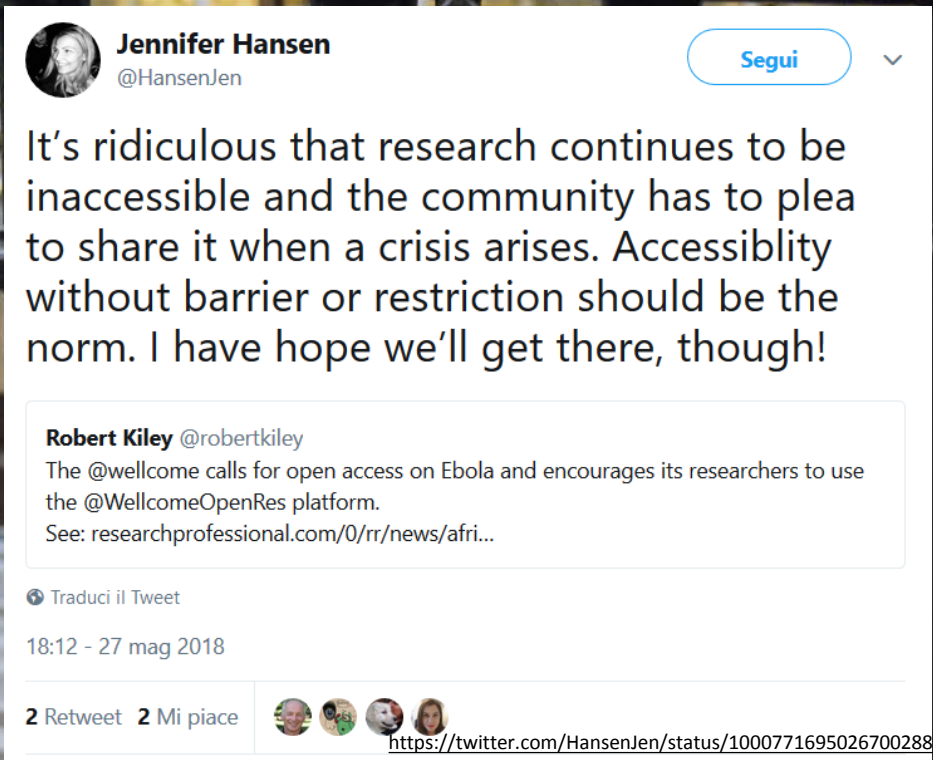 Jennifer Hansen
@HansenJen
Segui
It’s ridiculous that research continues to be
inaccessible and the community has to plea
to share it when a crisis arises. Accessiblity
without barrier or restriction should be the
norm. I have hope we’ll get there, though!
Robert Kiley @robertkiley
The @wellcome calls for open access on Ebola and encourages its researchers to use
the @WellcomeOpenRes platform.
See: researchprofessional.com/0/rr/news/afri...
Traduci il Tweet
18:12 - 27 mag 2018
2 Retweet 2 Mi piace
https://twitter.com/HansenJen/status/1000771695026700288